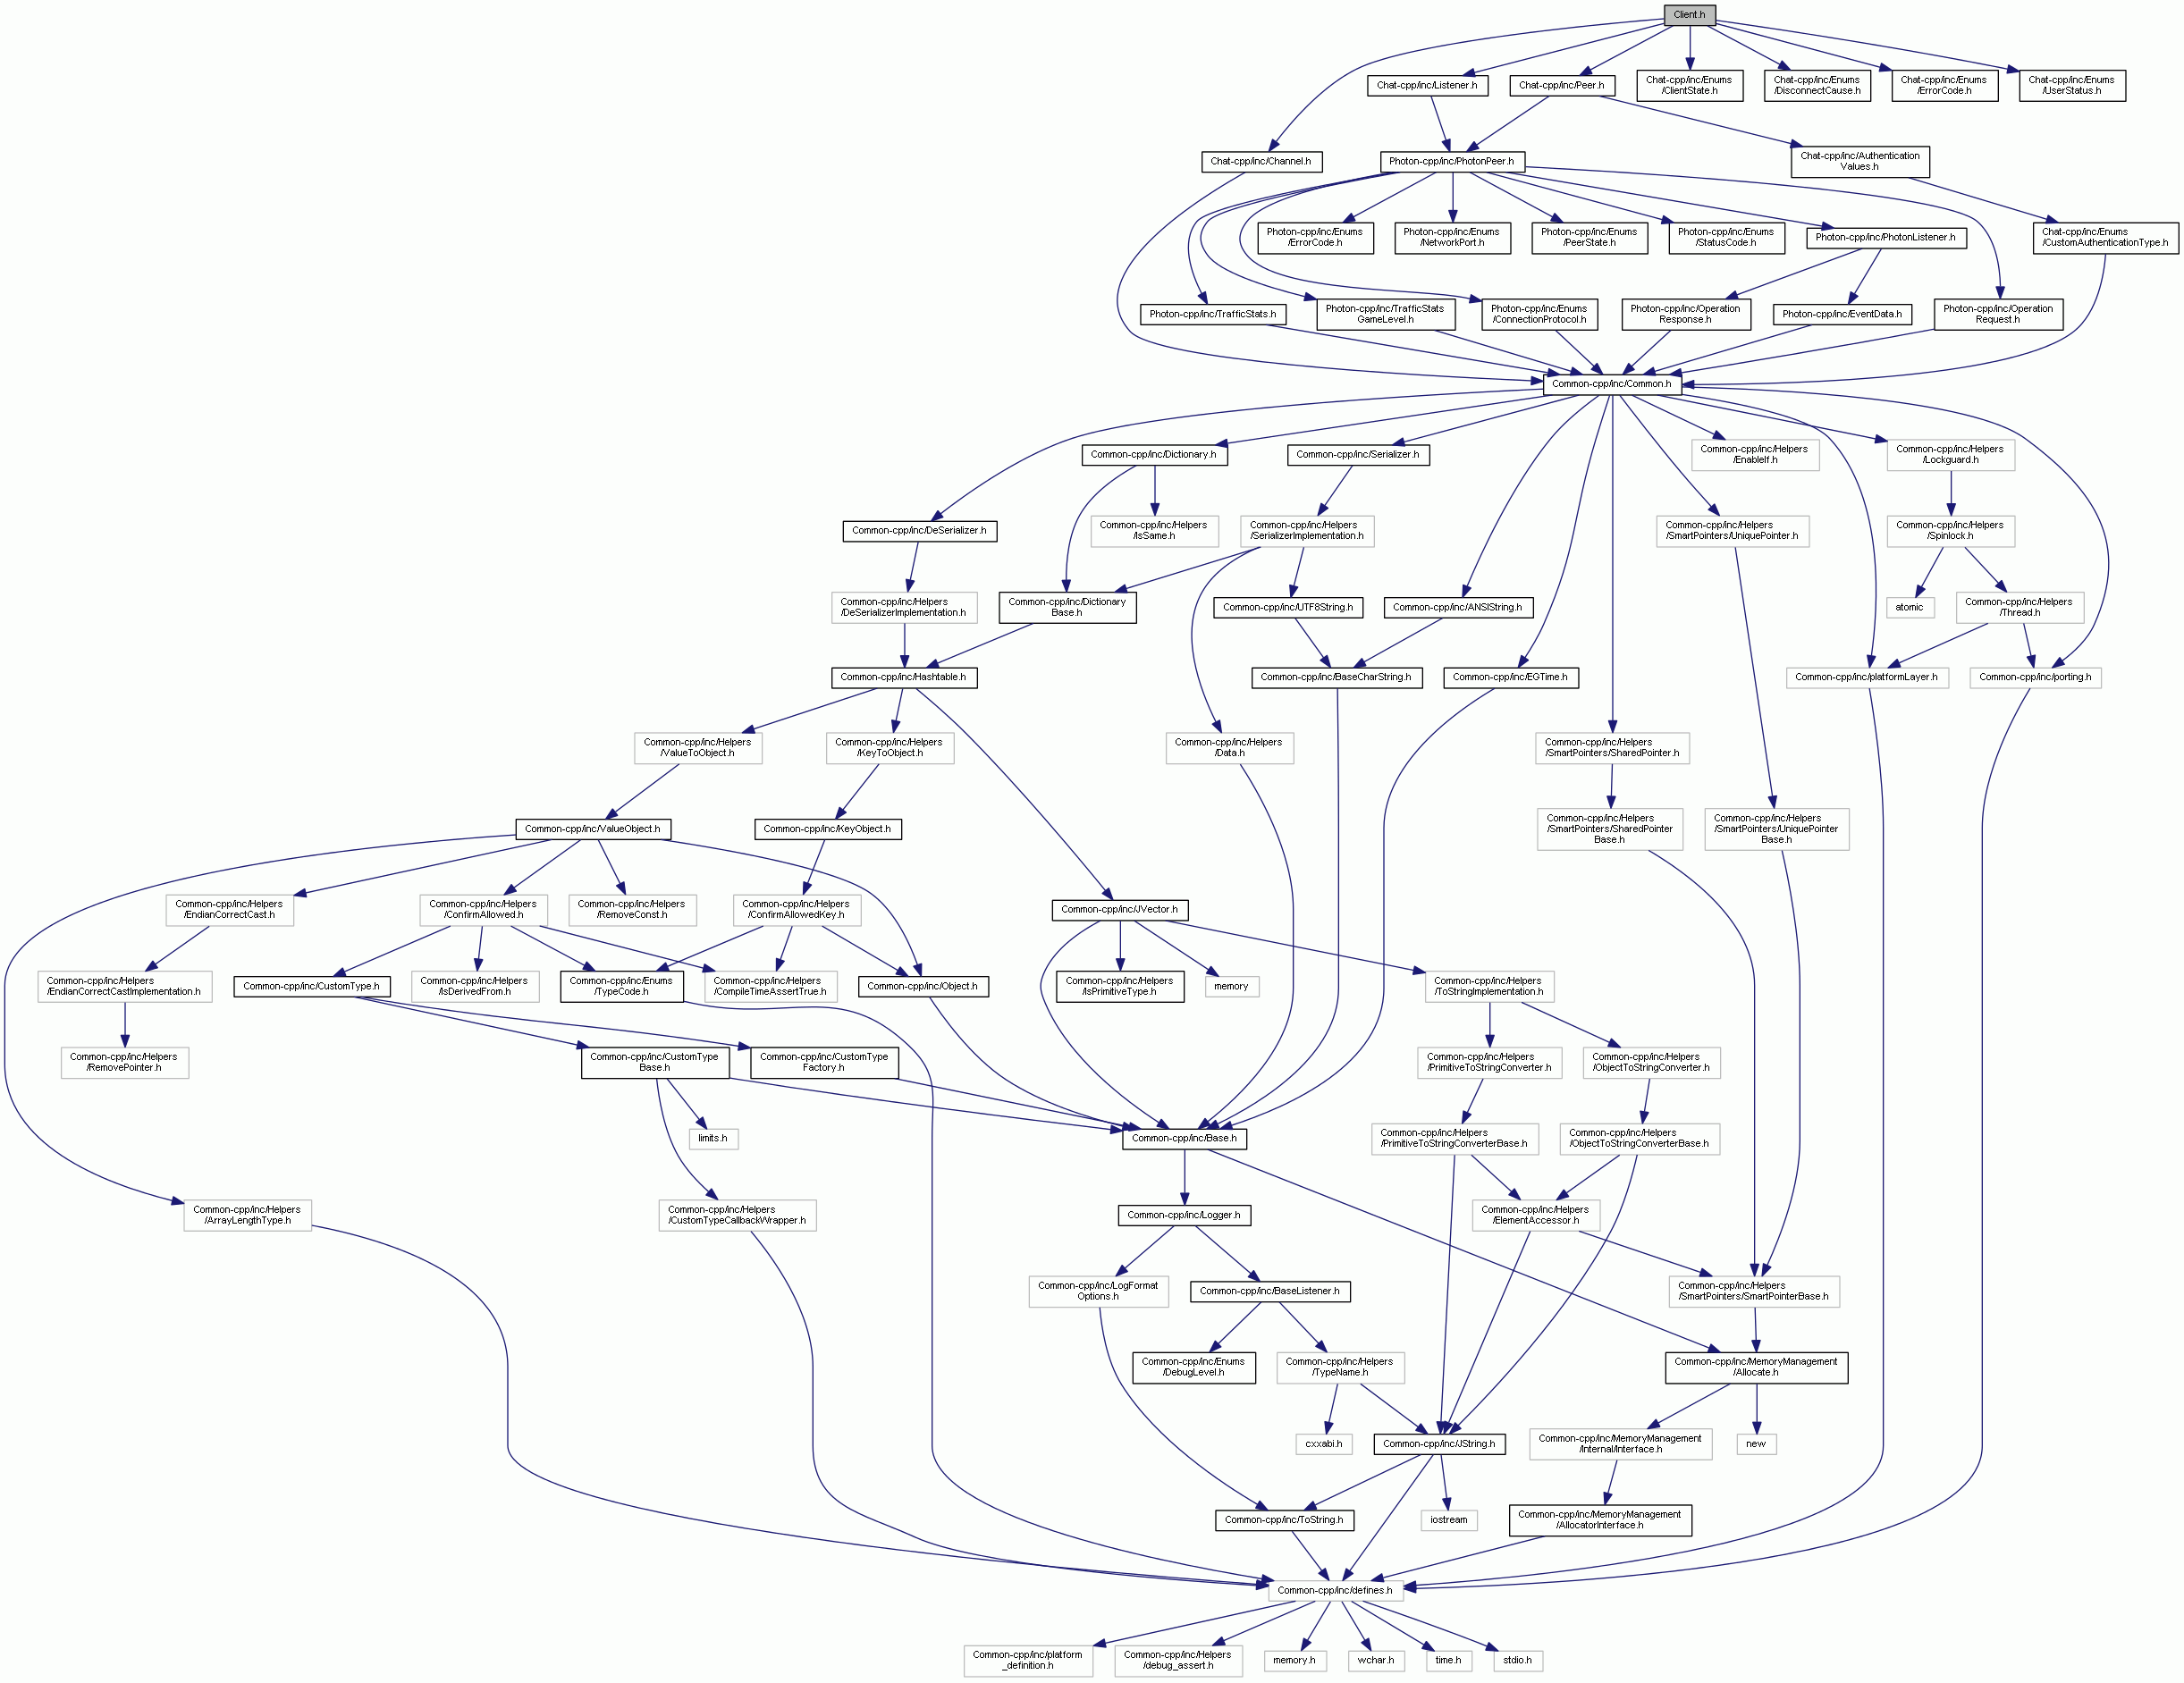 Client.h
Chat-cpp/inc/Listener.h
Chat-cpp/inc/Peer.h
Chat-cpp/inc/Enums
/ClientState.h
Chat-cpp/inc/Enums
/DisconnectCause.h
Chat-cpp/inc/Enums
/ErrorCode.h
Chat-cpp/inc/Enums
/UserStatus.h
Chat-cpp/inc/Channel.h
Photon-cpp/inc/PhotonPeer.h
Chat-cpp/inc/Authentication
Values.h
Photon-cpp/inc/Enums
/ErrorCode.h
Photon-cpp/inc/Enums
/NetworkPort.h
Photon-cpp/inc/Enums
/PeerState.h
Photon-cpp/inc/Enums
/StatusCode.h
Photon-cpp/inc/PhotonListener.h
Chat-cpp/inc/Enums
/CustomAuthenticationType.h
Photon-cpp/inc/TrafficStats.h
Photon-cpp/inc/TrafficStats
GameLevel.h
Photon-cpp/inc/Enums
/ConnectionProtocol.h
Photon-cpp/inc/Operation
Response.h
Photon-cpp/inc/EventData.h
Photon-cpp/inc/Operation
Request.h
Common-cpp/inc/Common.h
Common-cpp/inc/Dictionary.h
Common-cpp/inc/Serializer.h
Common-cpp/inc/Helpers
/EnableIf.h
Common-cpp/inc/Helpers
/Lockguard.h
Common-cpp/inc/DeSerializer.h
Common-cpp/inc/Helpers
/IsSame.h
Common-cpp/inc/Helpers
/SerializerImplementation.h
Common-cpp/inc/Helpers
/SmartPointers/UniquePointer.h
Common-cpp/inc/Helpers
/Spinlock.h
Common-cpp/inc/Helpers
/DeSerializerImplementation.h
Common-cpp/inc/Dictionary
Base.h
Common-cpp/inc/UTF8String.h
Common-cpp/inc/ANSIString.h
atomic
Common-cpp/inc/Helpers
/Thread.h
Common-cpp/inc/Hashtable.h
Common-cpp/inc/BaseCharString.h
Common-cpp/inc/EGTime.h
Common-cpp/inc/platformLayer.h
Common-cpp/inc/porting.h
Common-cpp/inc/Helpers
/ValueToObject.h
Common-cpp/inc/Helpers
/KeyToObject.h
Common-cpp/inc/Helpers
/Data.h
Common-cpp/inc/Helpers
/SmartPointers/SharedPointer.h
Common-cpp/inc/ValueObject.h
Common-cpp/inc/KeyObject.h
Common-cpp/inc/Helpers
/SmartPointers/SharedPointer
Base.h
Common-cpp/inc/Helpers
/SmartPointers/UniquePointer
Base.h
Common-cpp/inc/Helpers
/EndianCorrectCast.h
Common-cpp/inc/Helpers
/ConfirmAllowed.h
Common-cpp/inc/Helpers
/RemoveConst.h
Common-cpp/inc/Helpers
/ConfirmAllowedKey.h
Common-cpp/inc/JVector.h
Common-cpp/inc/Helpers
/EndianCorrectCastImplementation.h
Common-cpp/inc/CustomType.h
Common-cpp/inc/Helpers
/IsDerivedFrom.h
Common-cpp/inc/Enums
/TypeCode.h
Common-cpp/inc/Helpers
/CompileTimeAssertTrue.h
Common-cpp/inc/Object.h
Common-cpp/inc/Helpers
/IsPrimitiveType.h
memory
Common-cpp/inc/Helpers
/ToStringImplementation.h
Common-cpp/inc/Helpers
/RemovePointer.h
Common-cpp/inc/CustomType
Base.h
Common-cpp/inc/CustomType
Factory.h
Common-cpp/inc/Helpers
/PrimitiveToStringConverter.h
Common-cpp/inc/Helpers
/ObjectToStringConverter.h
limits.h
Common-cpp/inc/Base.h
Common-cpp/inc/Helpers
/PrimitiveToStringConverterBase.h
Common-cpp/inc/Helpers
/ObjectToStringConverterBase.h
Common-cpp/inc/Helpers
/ArrayLengthType.h
Common-cpp/inc/Helpers
/CustomTypeCallbackWrapper.h
Common-cpp/inc/Logger.h
Common-cpp/inc/Helpers
/ElementAccessor.h
Common-cpp/inc/LogFormat
Options.h
Common-cpp/inc/BaseListener.h
Common-cpp/inc/Helpers
/SmartPointers/SmartPointerBase.h
Common-cpp/inc/Enums
/DebugLevel.h
Common-cpp/inc/Helpers
/TypeName.h
Common-cpp/inc/MemoryManagement
/Allocate.h
cxxabi.h
Common-cpp/inc/JString.h
Common-cpp/inc/MemoryManagement
/Internal/Interface.h
new
Common-cpp/inc/ToString.h
iostream
Common-cpp/inc/MemoryManagement
/AllocatorInterface.h
Common-cpp/inc/defines.h
Common-cpp/inc/platform
_definition.h
Common-cpp/inc/Helpers
/debug_assert.h
memory.h
wchar.h
time.h
stdio.h